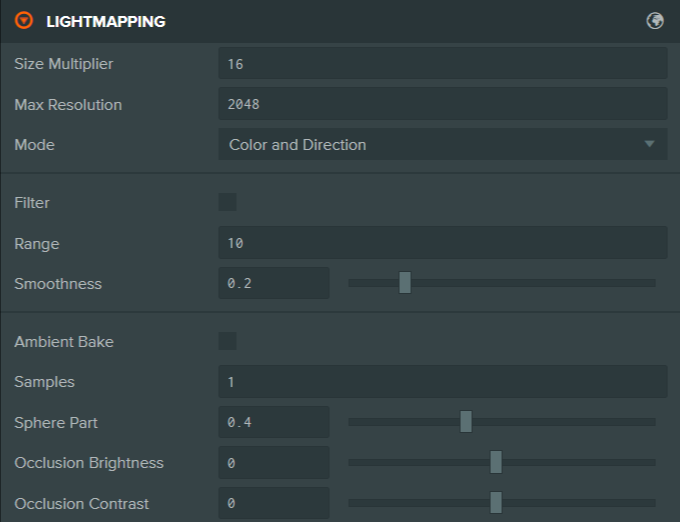 LIGHTMAPPING
Size Multiplier 16
Max Resolution 2048
Mode Color and Direction
Filter
Range 10
Smoothness 0.2
Ambient Bake
Samples 1
Sphere Part 0.4
Occlusion Brightness 0
Occlusion Contrast 0